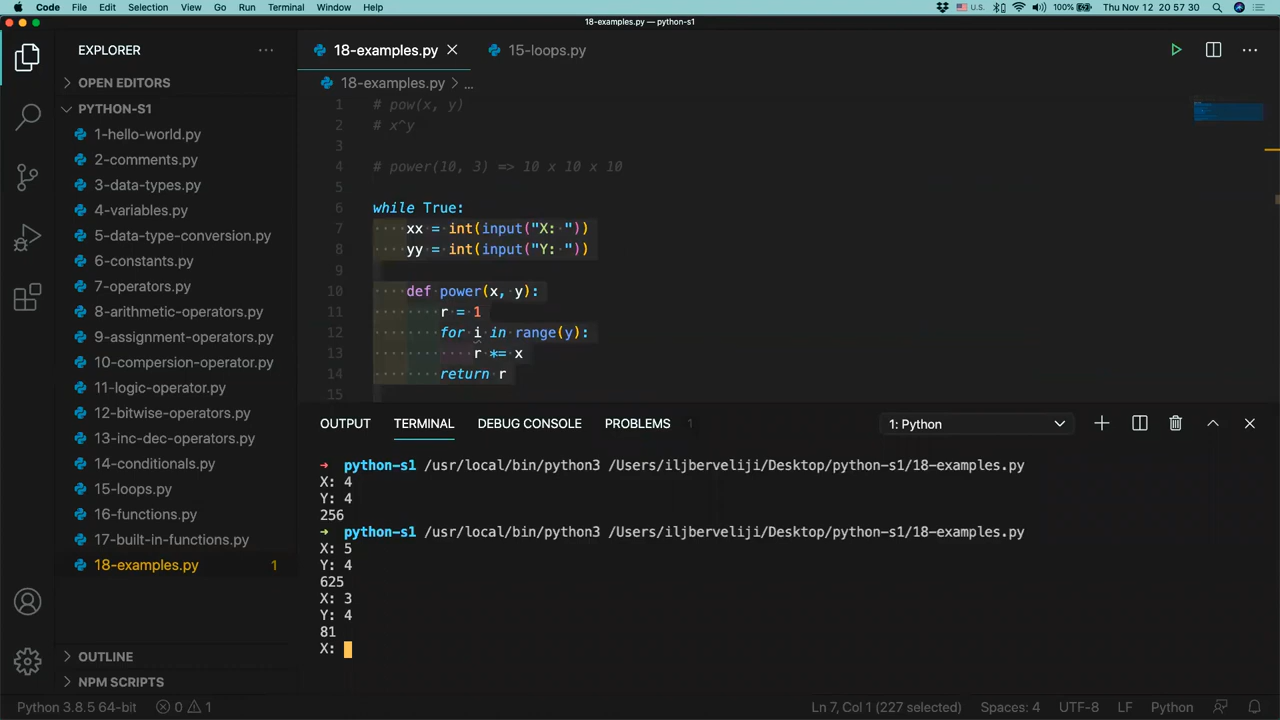 Code File Edit Selection View Go Run Terminal Window Help U.S. 100% Thu Nov 12 20:57:30
18-examples.py — python-s1
EXPLORER
OPEN EDITORS
PYTHON-S1
1-hello-world.py
2-comments.py
3-data-types.py
4-variables.py
5-data-type-conversion.py
6-constants.py
7-operators.py
8-arithmetic-operators.py
9-assignment-operators.py
10-compersion-operator.py
11-logic-operator.py
12-bitwise-operators.py
13-inc-dec-operators.py
14-conditionals.py
15-loops.py
16-functions.py
17-built-in-functions.py
18-examples.py 1
OUTLINE
NPM SCRIPTS
18-examples.py 15-loops.py
18-examples.py > ...
1 # pow(x, y)
2 # x^y
3
4 # power(10, 3) => 10 x 10 x 10
5
6 while True:
7 xx = int(input("X: "))
8 yy = int(input("Y: "))
9
10 def power(x, y):
11 r = 1
12 for i in range(y):
13 r *= x
14 return r
15
OUTPUT TERMINAL DEBUG CONSOLE PROBLEMS 1 1: Python
→ python-s1 /usr/local/bin/python3 /Users/iljberveliji/Desktop/python-s1/18-examples.py
X: 4
Y: 4
256
→ python-s1 /usr/local/bin/python3 /Users/iljberveliji/Desktop/python-s1/18-examples.py
X: 5
Y: 4
625
X: 3
Y: 4
81
X:
Python 3.8.5 64-bit 0 1 Ln 7, Col 1 (227 selected) Spaces: 4 UTF-8 LF Python